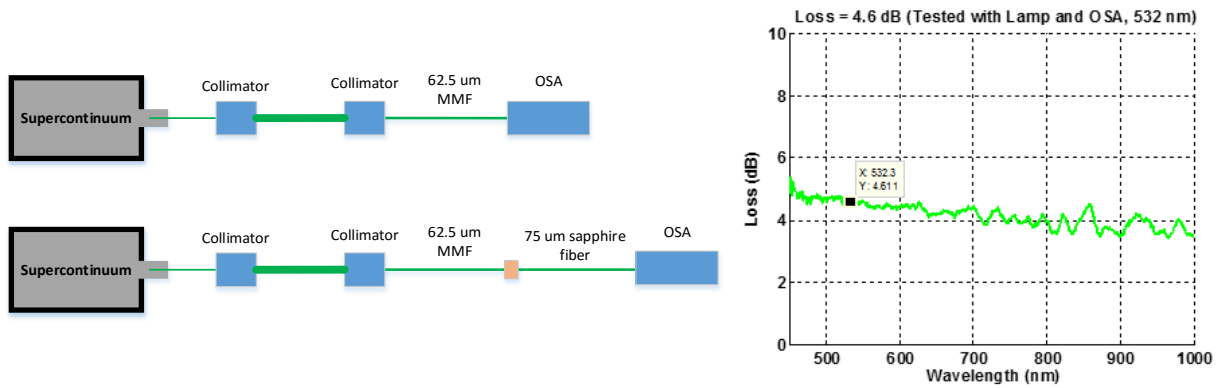 Collimator
Collimator
62.5 um
MMF
OSA
Supercontinuum
Collimator
Collimator
62.5 um
MMF
75 um sapphire
fiber
OSA
Supercontinuum
Loss = 4.6 dB (Tested with Lamp and OSA, 532 nm)
10
8
6
4
2
0
Loss (dB)
X: 532.3
Y: 4.611
500
600
700
800
900
1000
Wavelength (nm)